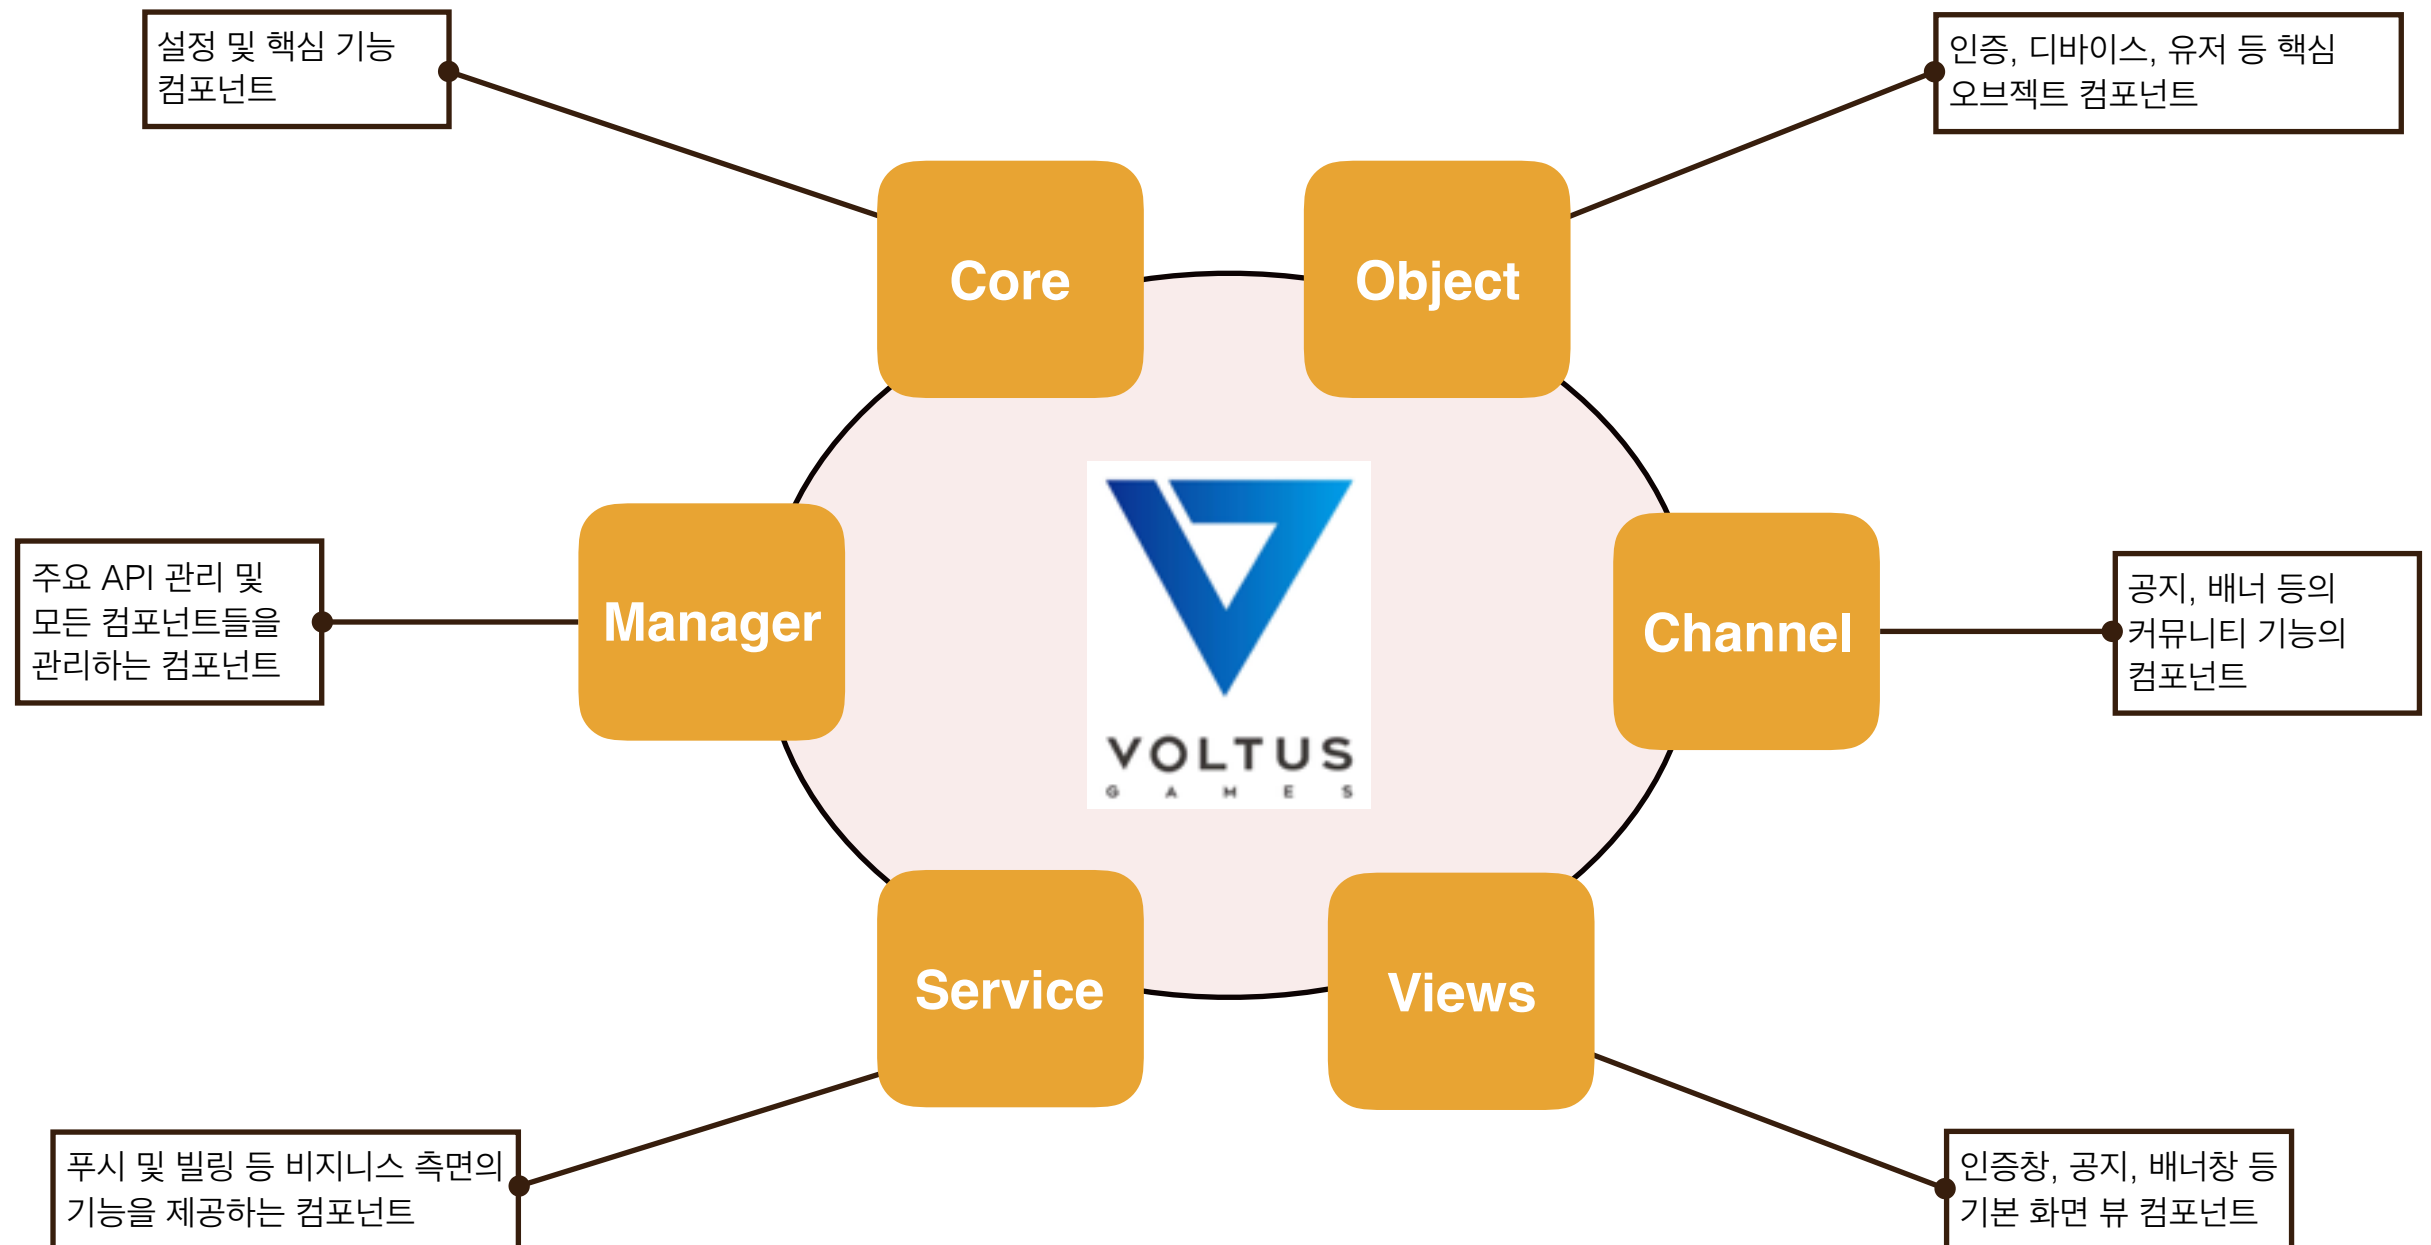 설정 및 핵심 기능
컴포넌트
인증, 디바이스, 유저 등 핵심
오브젝트 컴포넌트
Core
Object
주요 API 관리 및
모든 컴포넌트들을
관리하는 컴포넌트
Manager
VOLTUS
GAMES
Channel
공지, 배너 등의
커뮤니티 기능의
컴포넌트
Service
Views
푸시 및 빌링 등 비지니스 측면의
기능을 제공하는 컴포넌트
인증창, 공지, 배너창 등
기본 화면 뷰 컴포넌트